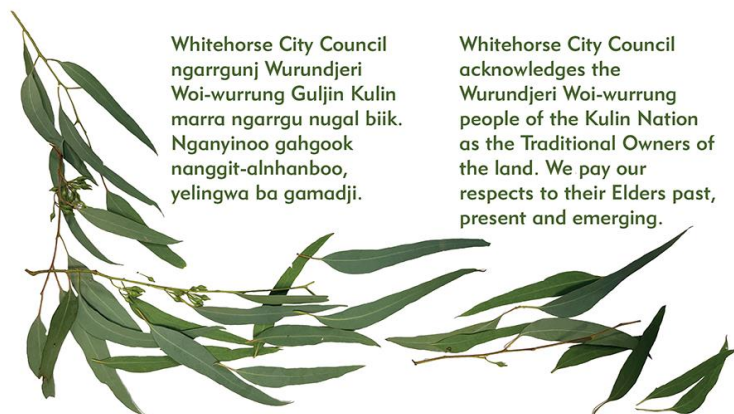 Whitehorse City Council
ngarrgunj Wurundjeri
Woi-wurrung Guljin Kulin
marra ngarrgu nugal biik.
Nganyinoo gahgook
nanggit-alnhanboo,
yelingwa ba gamadji.
Whitehorse City Council
acknowledges the
Wurundjeri Woi-wurrung
people of the Kulin Nation
as the Traditional Owners of
the land. We pay our
respects to their Elders past,
present and emerging.